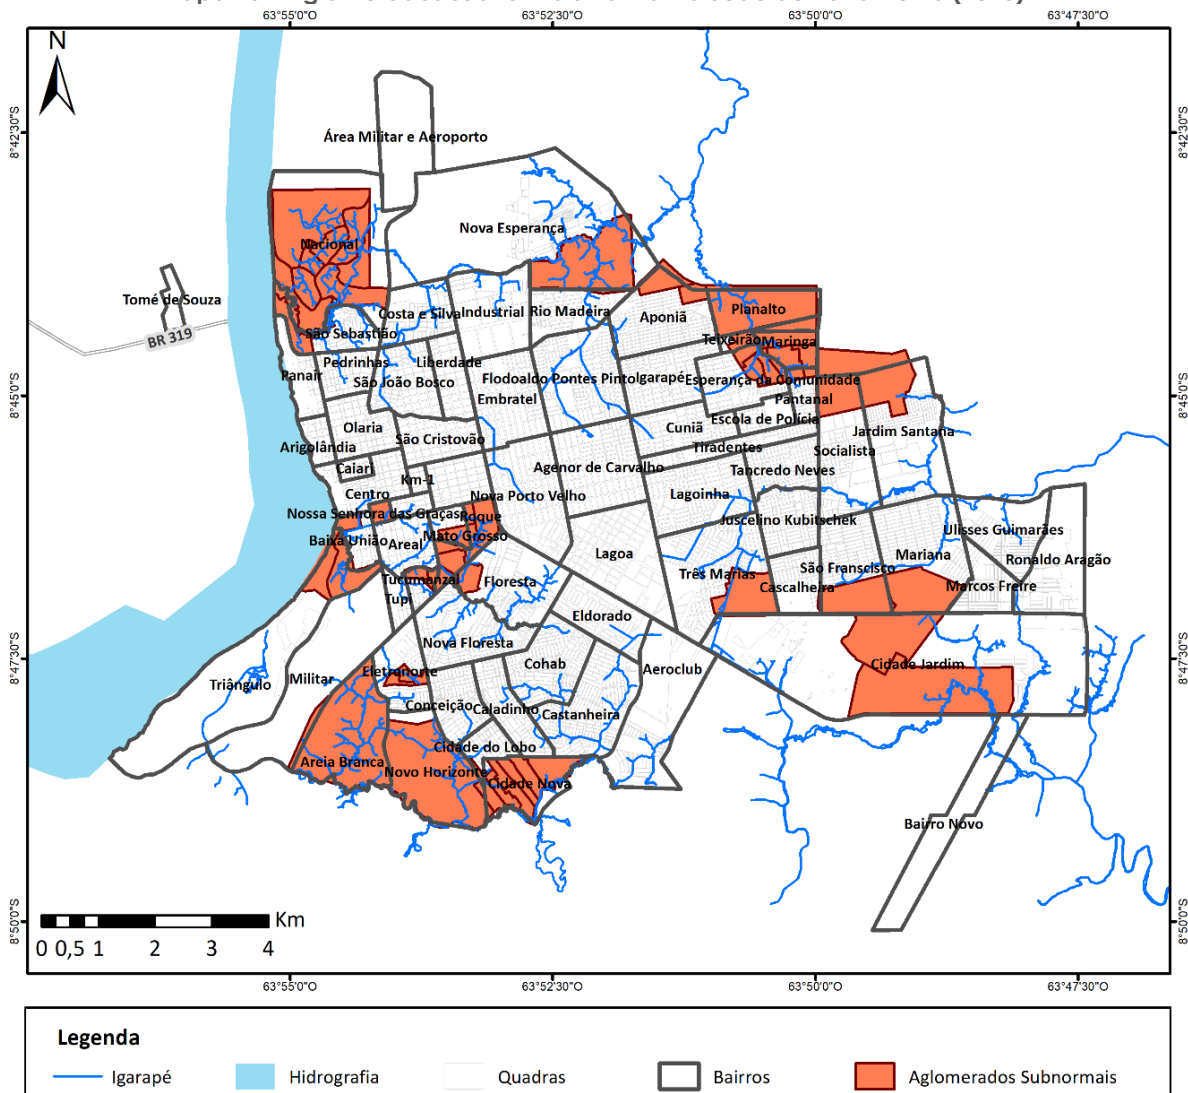 63°55'0"O 63°52'30"O 63°50'0"O 63°47'30"O
N
8°42'30"S
8°42'30"S
Área Militar e Aeroporto
Nova Esperança
Nacional
Tomé de Souza
BR 319
Costa e Silva
Industrial
Rio Madeira
Aponiã
Planalto
São Sebastião
Teixeirão
Maringa
Pedrinhas
Liberdade
Panair
São João Bosco
Flodoaldo Pontes Pinto
Igarapé
Esperança da Comunidade
8°45'0"S
8°45'0"S
Embratel
Pantanal
Escola de Polícia
Olaria
Cuniã
Jardim Santana
Arigolândia
São Cristovão
Tiradentes
Socialista
Caiari
Agenor de Carvalho
Tancredo Neves
Km-1
Centro
Nova Porto Velho
Lagoinha
Nossa Senhora das Graças
Roque
Juscelino Kubitschek
Ulisses Guimarães
Baixa União
Areal
Mato Grosso
Lagoa
Mariana
Ronaldo Aragão
Tucumanzal
Floresta
Três Marias
São Franscisco
Cascalheira
Marcos Freire
Tupi
Eldorado
Nova Floresta
8°47'30"S
8°47'30"S
Cohab
Aeroclub
Cidade Jardim
Eletronorte
Triângulo
Militar
Conceição
Caladinho
Castanheira
Cidade do Lobo
Areia Branca
Novo Horizonte
Cidade Nova
Bairro Novo
8°50'0"S
8°50'0"S
Km
0 0,5 1 2 3 4
63°55'0"O 63°52'30"O 63°50'0"O 63°47'30"O
Legenda
Igarapé Hidrografia Quadras Bairros Aglomerados Subnormais